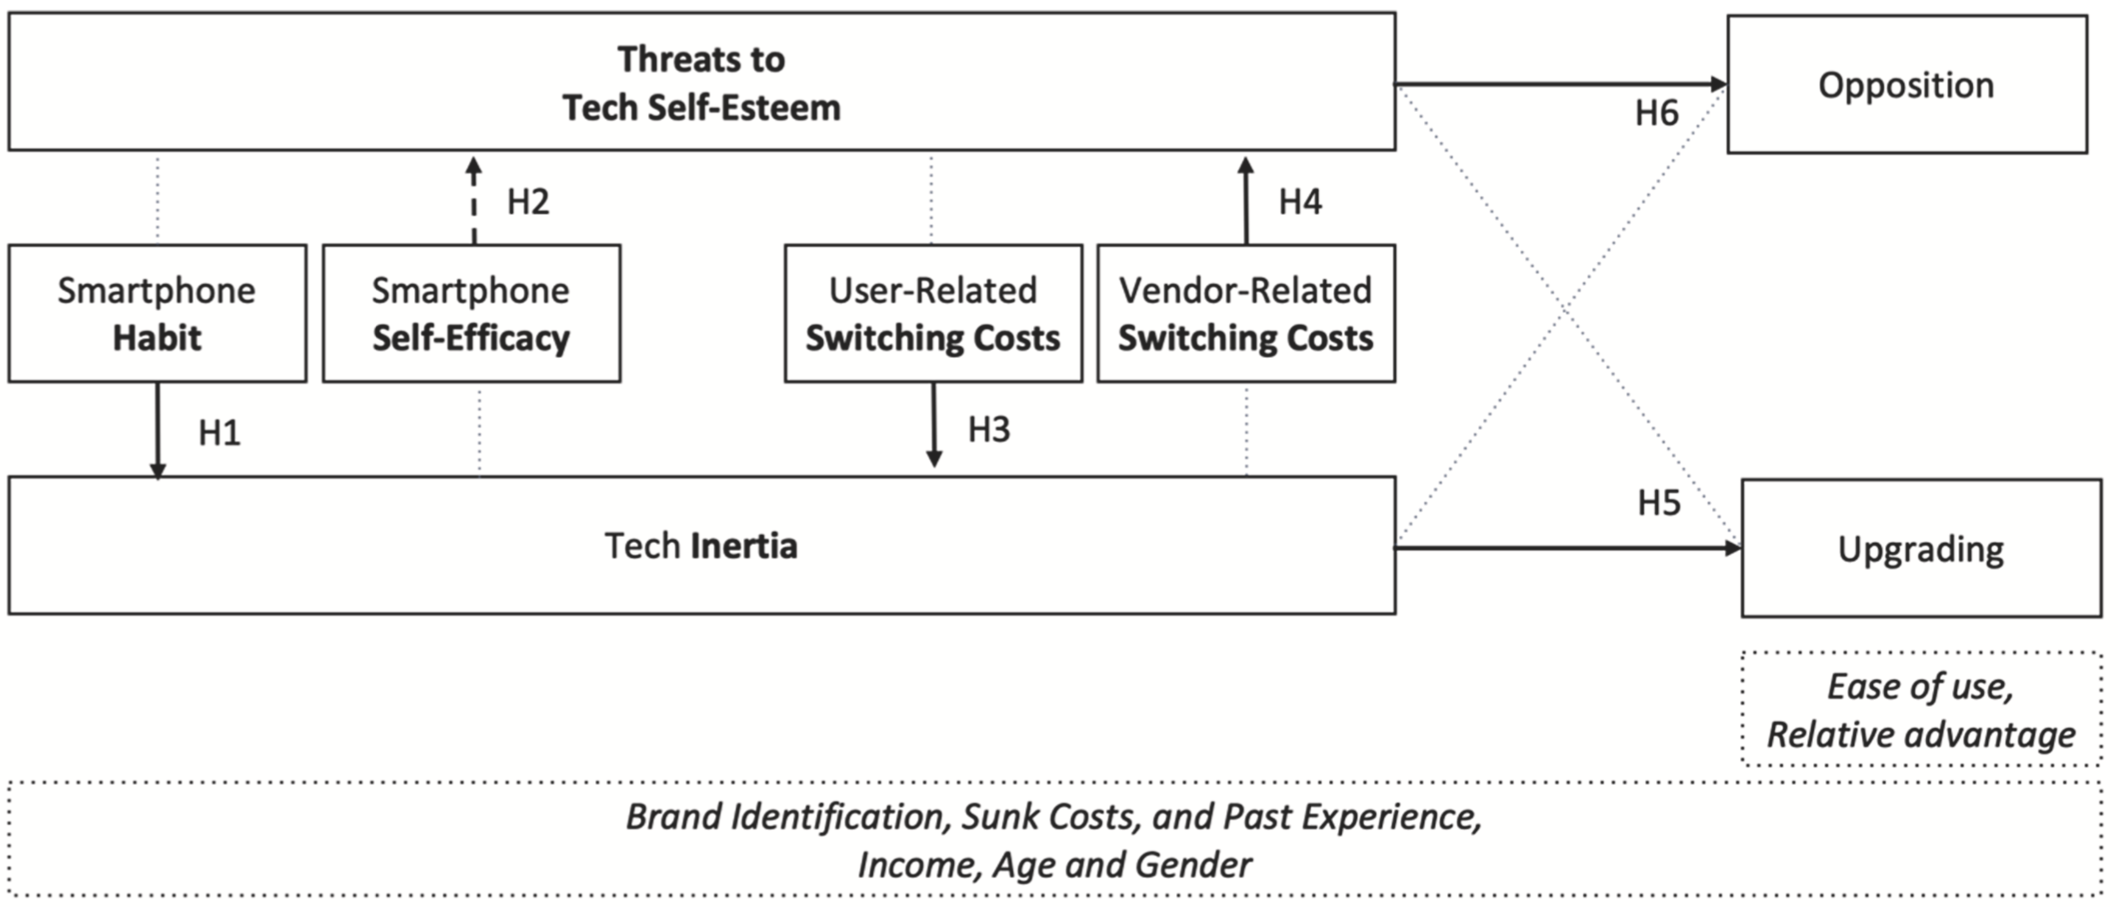 Threats to
Tech Self-Esteem
Opposition
H6
H2
H4
Smartphone
Habit
Smartphone
Self-Efficacy
User-Related
Switching Costs
Vendor-Related
Switching Costs
H1
H3
H5
Tech Inertia
Upgrading
Ease of use,
Relative advantage
Brand Identification, Sunk Costs, and Past Experience,
Income, Age and Gender